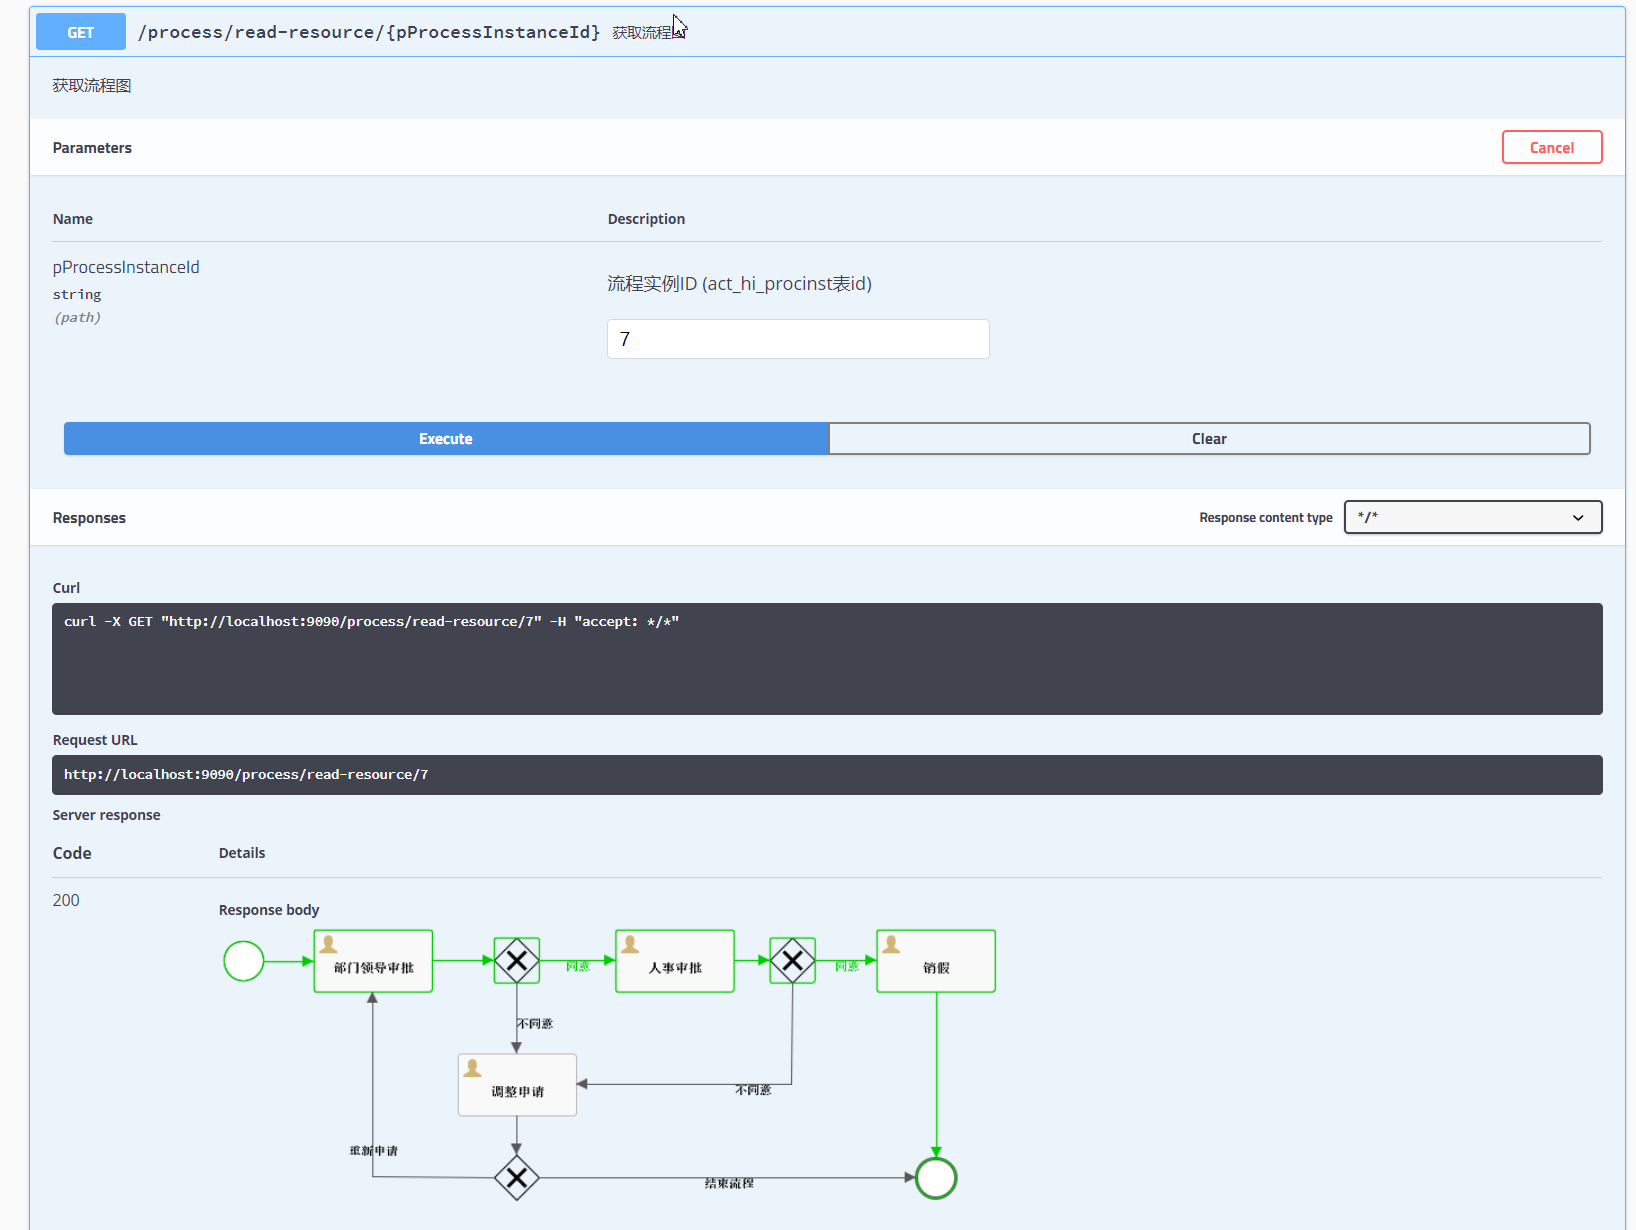 GET /process/read-resource/{pProcessInstanceId} 获取流程图
获取流程图
Parameters
Cancel
Name Description
pProcessInstanceId
string
(path)
流程实例ID (act_hi_procinst表id)
7
Execute Clear
Responses
Response content type */*
Curl
curl -X GET "http://localhost:9090/process/read-resource/7" -H "accept: */*"
Request URL
http://localhost:9090/process/read-resource/7
Server response
Code Details
200
Response body
部门领导审批
同意
人事审批
同意
销假
不同意
调整申请
不同意
重新申请
结束流程